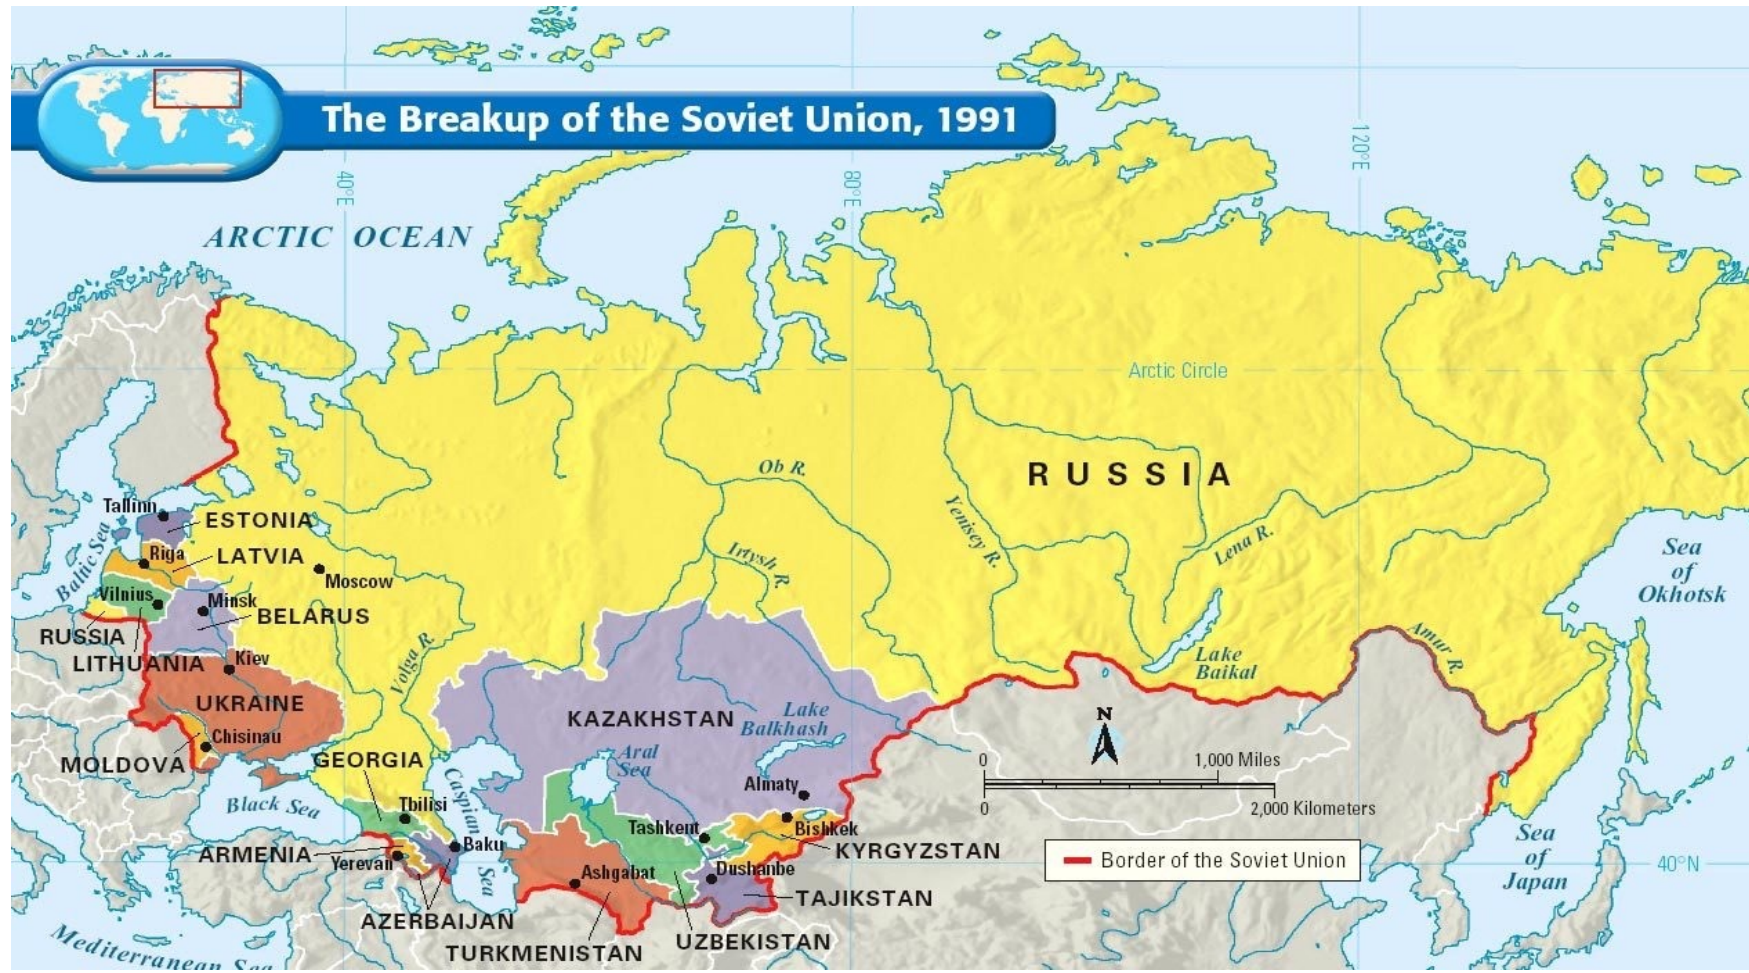 The Breakup of the Soviet Union, 1991
40°E
80°E
120°E
ARCTIC OCEAN
Arctic Circle
RUSSIA
Ob R.
Yenisey R.
Irtysh R.
Lena R.
Tallinn
ESTONIA
Baltic Sea
Riga
LATVIA
Moscow
Vilnius
Minsk
BELARUS
RUSSIA
LITHUANIA
Kiev
Volga R.
UKRAINE
Chisinau
MOLDOVA
Sea
of
Okhotsk
Amur R.
Lake
Baikal
KAZAKHSTAN
Lake
Balkhash
Aral
Sea
GEORGIA
Caspian
Sea
Almaty
Black Sea
Tbilisi
Tashkent
Bishkek
KYRGYZSTAN
ARMENIA
Yerevan
Baku
Ashgabat
Dushanbe
TAJIKSTAN
AZERBAIJAN
TURKMENISTAN
UZBEKISTAN
Mediterranean Sea
N
0
1,000 Miles
0
2,000 Kilometers
Border of the Soviet Union
Sea
of
Japan
40°N